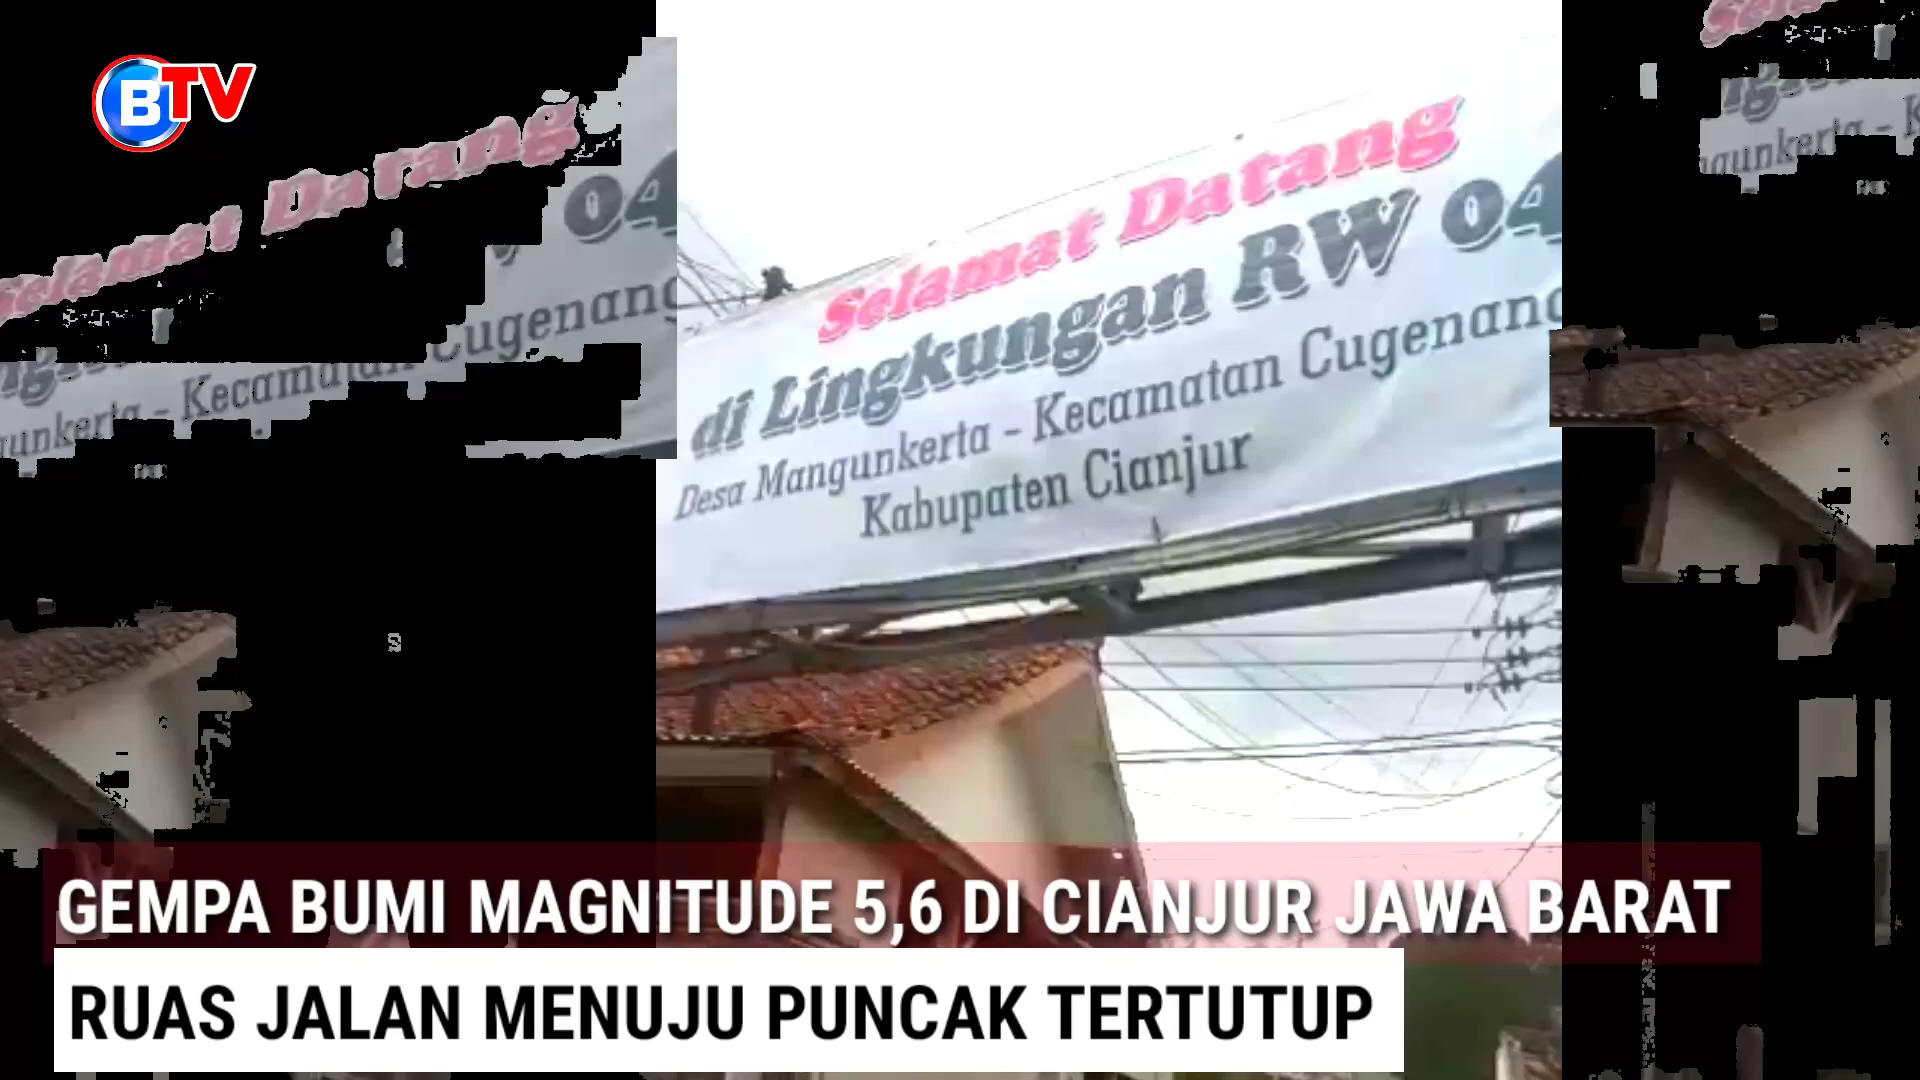 BTV
Selamat Datang
di Lingkungan RW 04
Desa Mangunkerta - Kecamatan Cugenang
Kabupaten Cianjur
GEMPA BUMI MAGNITUDE 5,6 DI CIANJUR JAWA BARAT
RUAS JALAN MENUJU PUNCAK TERTUTUP